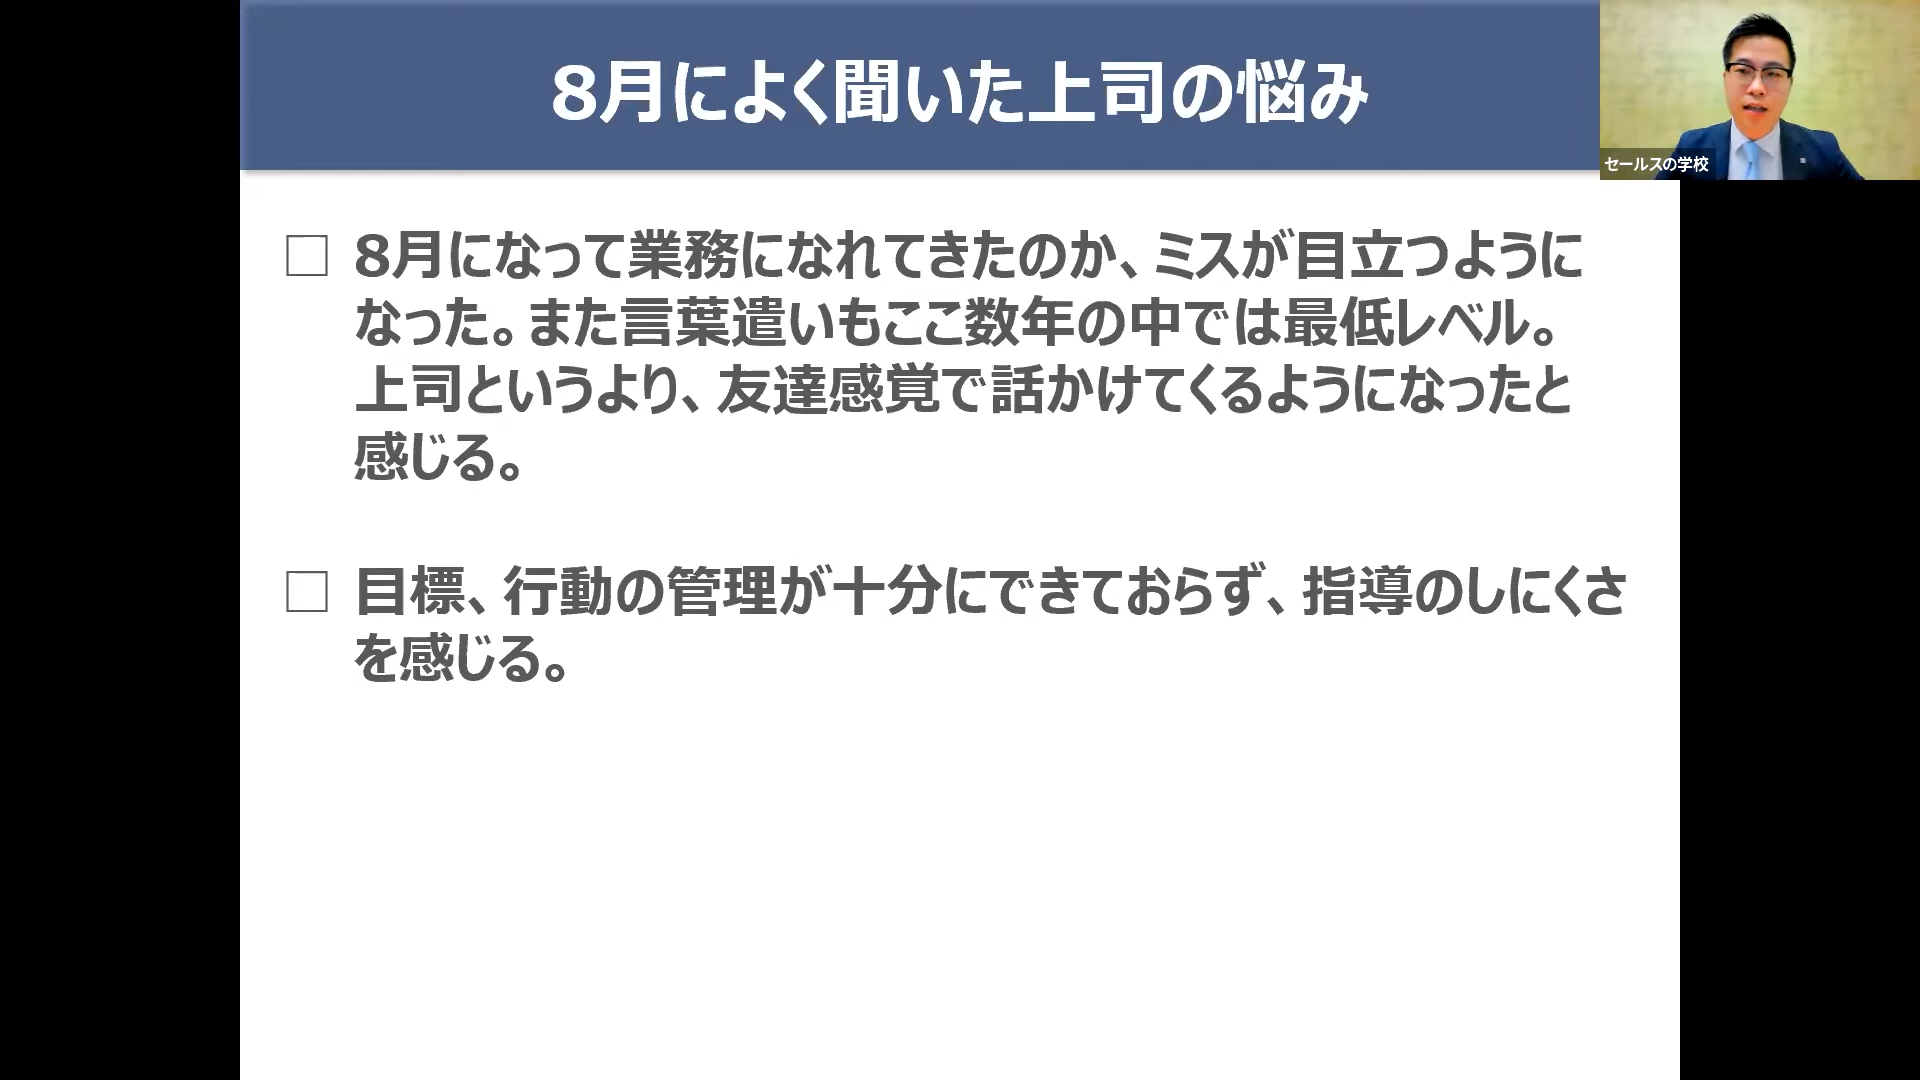 8月によく聞いた上司の悩み
セールスの学校
□ 8月になって業務になれてきたのか、ミスが目立つように
なった。また言葉遣いもここ数年の中では最低レベル。
上司というより、友達感覚で話かけてくるようになったと
感じる。
□ 目標、行動の管理が十分にできておらず、指導のしにくさ
を感じる。